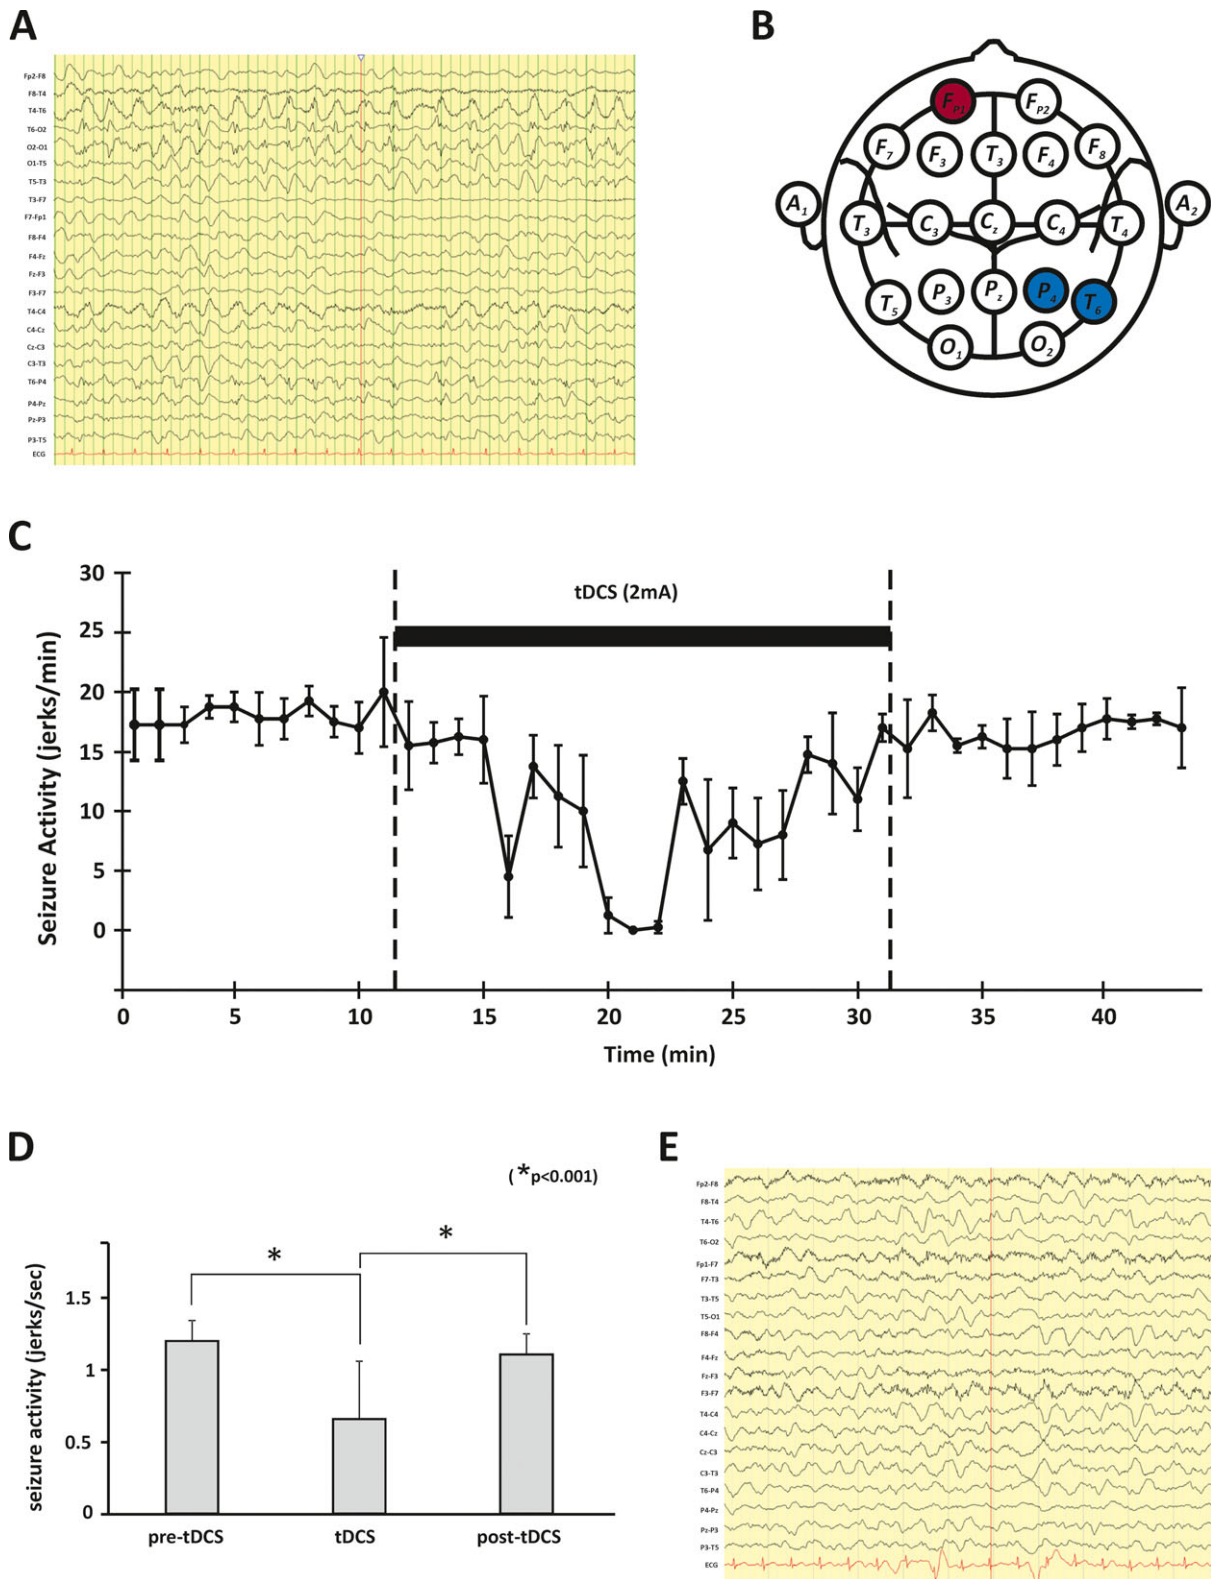 A
Fp2-F8
F8-T4
T4-T6
T6-O2
O2-O1
O1-T5
T5-T3
T3-F7
F7-Fp1
F8-F4
F4-Fz
Fz-F3
F3-F7
T4-C4
C4-Cz
Cz-C3
C3-T3
T6-P4
P4-Pz
Pz-P3
P3-T5
ECG
B
FP1 FP2
F7 F3 T3 F4 F8
A1 T3 C3 Cz C4 T4 A2
T5 P3 Pz P4 T6
O1 O2
C
Seizure Activity (jerks/min)
30
25
20
15
10
5
0
tDCS (2mA)
0 5 10 15 20 25 30 35 40
Time (min)
D
(*p<0.001)
seizure activity (jerks/sec)
1.5
1
0.5
0
* *
pre-tDCS tDCS post-tDCS
E
Fp2-F8
F8-T4
T4-T6
T6-O2
Fp1-F7
F7-T3
T3-T5
T5-O1
F8-F4
F4-Fz
Fz-F3
F3-F7
T4-C4
C4-Cz
Cz-C3
C3-T3
T6-P4
P4-Pz
Pz-P3
P3-T5
ECG